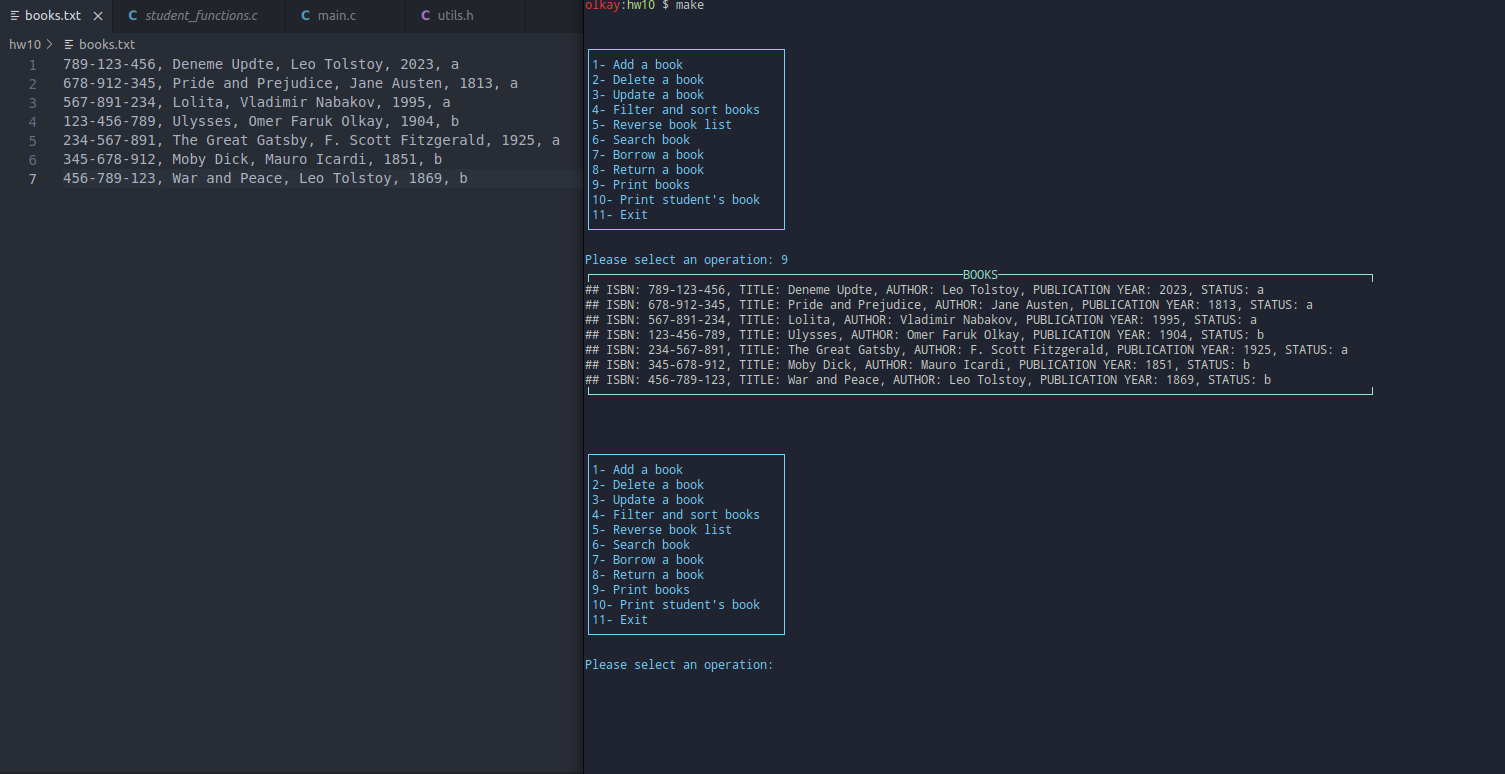 books.txt
student_functions.c
main.c
utils.h
hw10 > books.txt
1 789-123-456, Deneme Updte, Leo Tolstoy, 2023, a
2 678-912-345, Pride and Prejudice, Jane Austen, 1813, a
3 567-891-234, Lolita, Vladimir Nabakov, 1995, a
4 123-456-789, Ulysses, Omer Faruk Olkay, 1904, b
5 234-567-891, The Great Gatsby, F. Scott Fitzgerald, 1925, a
6 345-678-912, Moby Dick, Mauro Icardi, 1851, b
7 456-789-123, War and Peace, Leo Tolstoy, 1869, b
olkay:hw10 $ make
1- Add a book
2- Delete a book
3- Update a book
4- Filter and sort books
5- Reverse book list
6- Search book
7- Borrow a book
8- Return a book
9- Print books
10- Print student's book
11- Exit
Please select an operation: 9
BOOKS
## ISBN: 789-123-456, TITLE: Deneme Updte, AUTHOR: Leo Tolstoy, PUBLICATION YEAR: 2023, STATUS: a
## ISBN: 678-912-345, TITLE: Pride and Prejudice, AUTHOR: Jane Austen, PUBLICATION YEAR: 1813, STATUS: a
## ISBN: 567-891-234, TITLE: Lolita, AUTHOR: Vladimir Nabakov, PUBLICATION YEAR: 1995, STATUS: a
## ISBN: 123-456-789, TITLE: Ulysses, AUTHOR: Omer Faruk Olkay, PUBLICATION YEAR: 1904, STATUS: b
## ISBN: 234-567-891, TITLE: The Great Gatsby, AUTHOR: F. Scott Fitzgerald, PUBLICATION YEAR: 1925, STATUS: a
## ISBN: 345-678-912, TITLE: Moby Dick, AUTHOR: Mauro Icardi, PUBLICATION YEAR: 1851, STATUS: b
## ISBN: 456-789-123, TITLE: War and Peace, AUTHOR: Leo Tolstoy, PUBLICATION YEAR: 1869, STATUS: b
1- Add a book
2- Delete a book
3- Update a book
4- Filter and sort books
5- Reverse book list
6- Search book
7- Borrow a book
8- Return a book
9- Print books
10- Print student's book
11- Exit
Please select an operation: